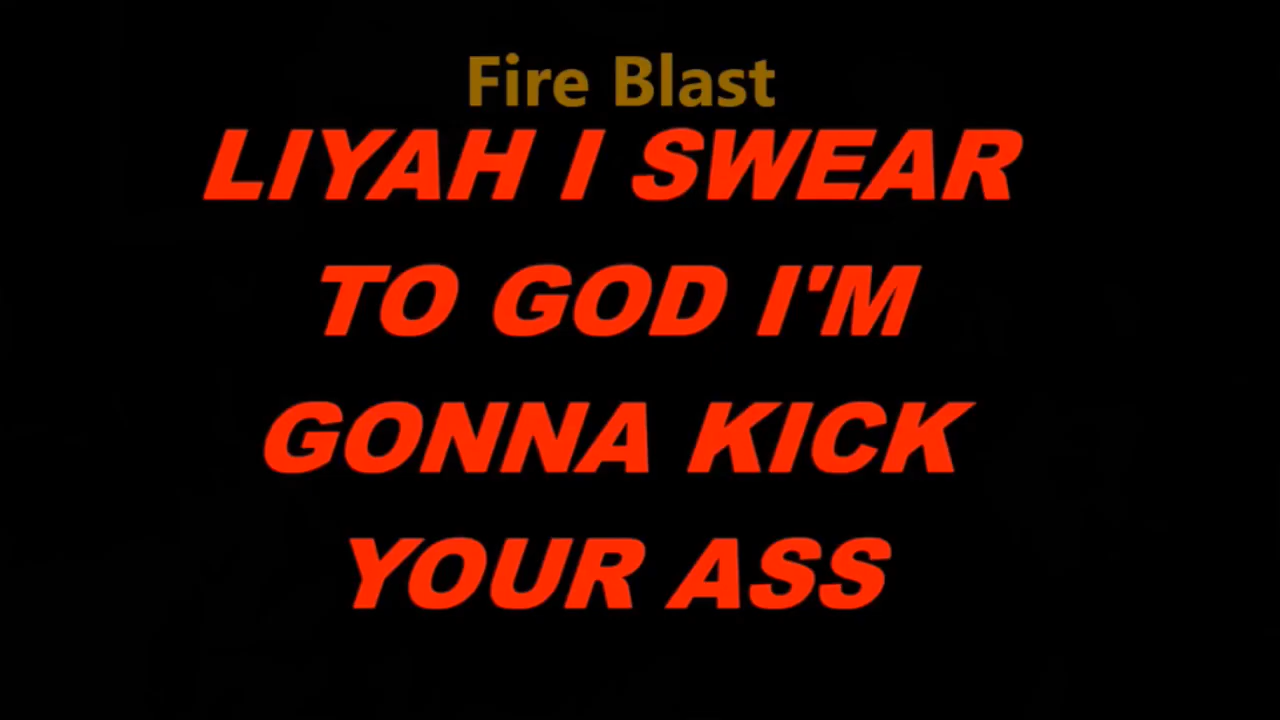 Fire Blast
LIYAH I SWEAR
TO GOD I'M
GONNA KICK
YOUR ASS